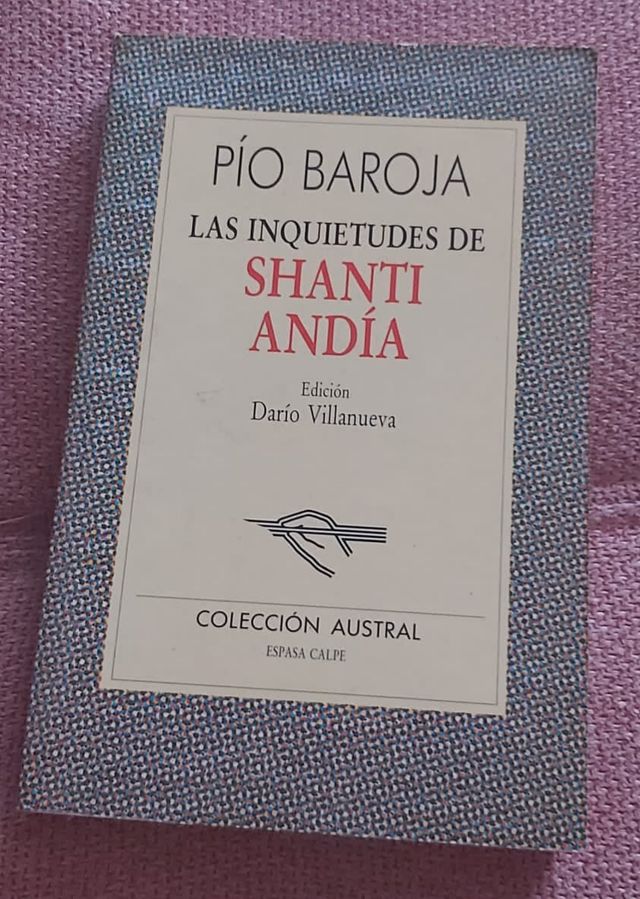 PÍO BAROJA
LAS INQUIETUDES DE
SHANTI
ANDÍA
Edición
Darío Villanueva
COLECCIÓN AUSTRAL
ESPASA CALPE